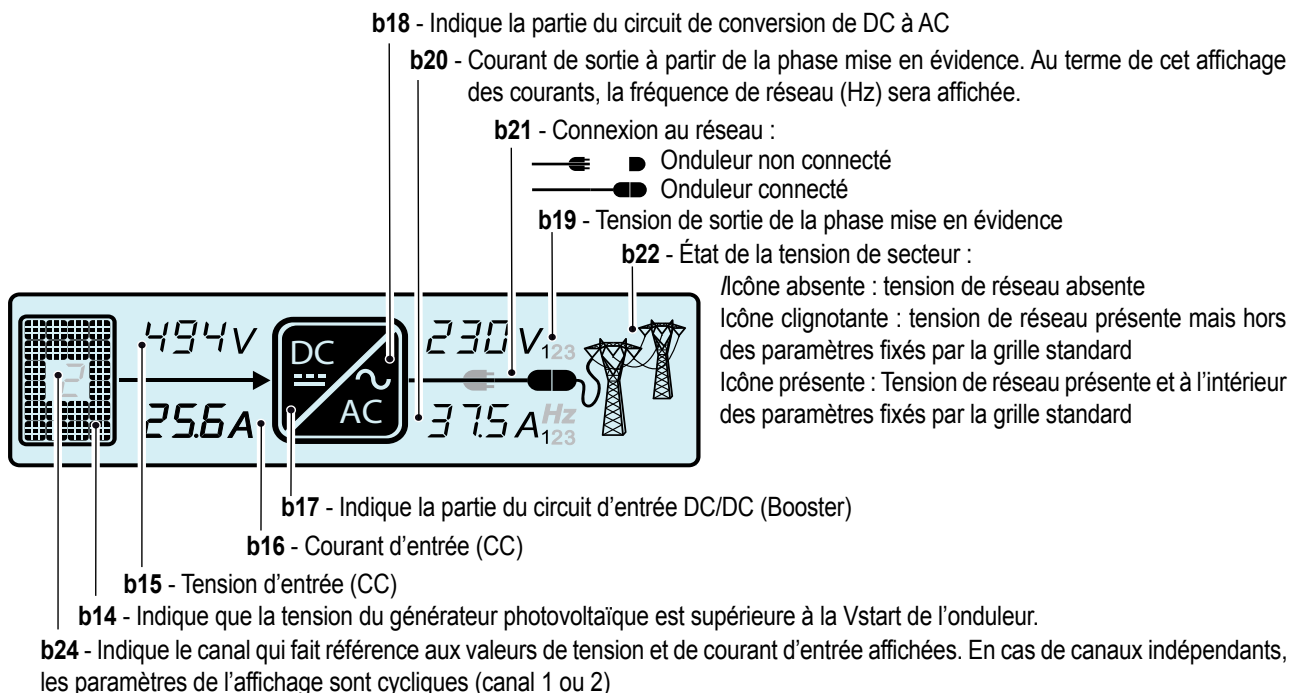 b18 - Indique la partie du circuit de conversion de DC à AC
b20 - Courant de sortie à partir de la phase mise en évidence. Au terme de cet affichage
des courants, la fréquence de réseau (Hz) sera affichée.
b21 - Connexion au réseau :
Onduleur non connecté
Onduleur connecté
b19 - Tension de sortie de la phase mise en évidence
b22 - État de la tension de secteur :
/Icône absente : tension de réseau absente
Icône clignotante : tension de réseau présente mais hors
des paramètres fixés par la grille standard
Icône présente : Tension de réseau présente et à l'intérieur
des paramètres fixés par la grille standard
494V DC 230V123
2
25.6A AC 37.5A Hz 123
b17 - Indique la partie du circuit d'entrée DC/DC (Booster)
b16 - Courant d'entrée (CC)
b15 - Tension d'entrée (CC)
b14 - Indique que la tension du générateur photovoltaïque est supérieure à la Vstart de l'onduleur.
b24 - Indique le canal qui fait référence aux valeurs de tension et de courant d'entrée affichées. En cas de canaux indépendants,
les paramètres de l'affichage sont cycliques (canal 1 ou 2)